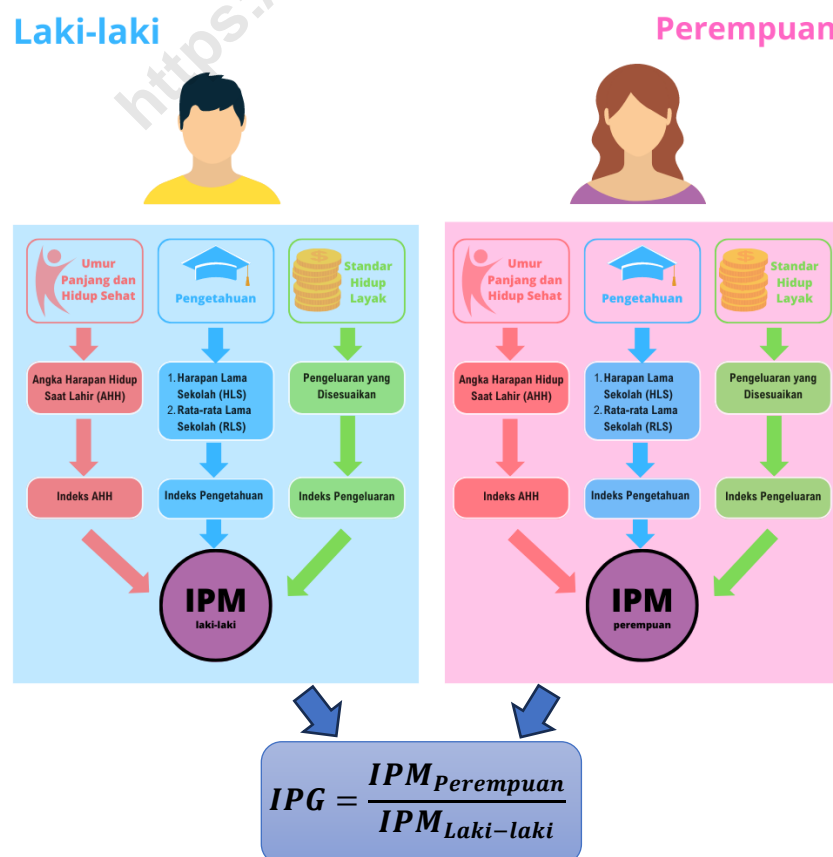 https:/
Laki-laki
Perempuan
Umur
Panjang dan
Hidup Sehat
Pengetahuan
Standar
Hidup
Layak
Angka Harapan Hidup
Saat Lahir (AHH)
1. Harapan Lama
Sekolah (HLS)
2. Rata-rata Lama
Sekolah (RLS)
Pengeluaran yang
Disesuaikan
Indeks AHH
Indeks Pengetahuan
Indeks Pengeluaran
IPM
laki-laki
Umur
Panjang dan
Hidup Sehat
Pengetahuan
Standar
Hidup
Layak
Angka Harapan Hidup
Saat Lahir (AHH)
1. Harapan Lama
Sekolah (HLS)
2. Rata-rata Lama
Sekolah (RLS)
Pengeluaran yang
Disesuaikan
Indeks AHH
Indeks Pengetahuan
Indeks Pengeluaran
IPM
perempuan
IPG = IPM_Perempuan / IPM_Laki-laki